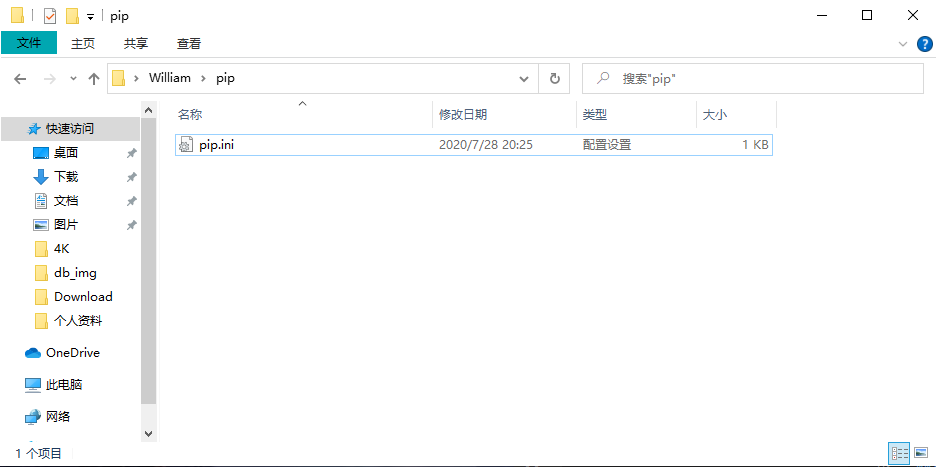 pip
文件 主页 共享 查看
William pip 搜索"pip"
名称 修改日期 类型 大小
快速访问
pip.ini 2020/7/28 20:25 配置设置 1 KB
桌面
下载
文档
图片
4K
db_img
Download
个人资料
OneDrive
此电脑
网络
1 个项目